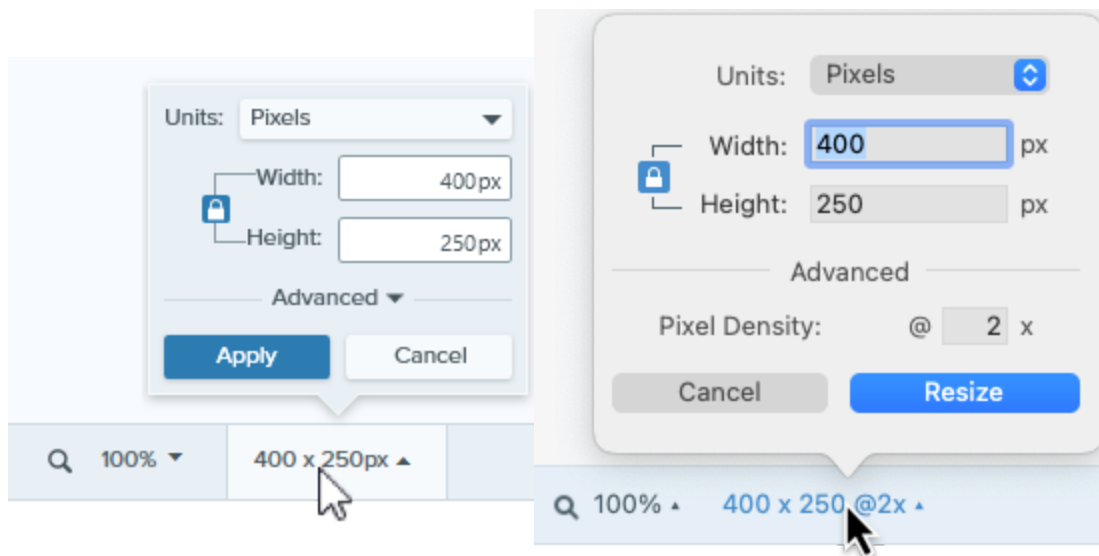 Units: Pixels
Width: 400px
Height: 250px
Advanced
Apply Cancel
100% 400 x 250px
Units: Pixels
Width: 400 px
Height: 250 px
Advanced
Pixel Density: @ 2 x
Cancel Resize
100% 400 x 250 @2x